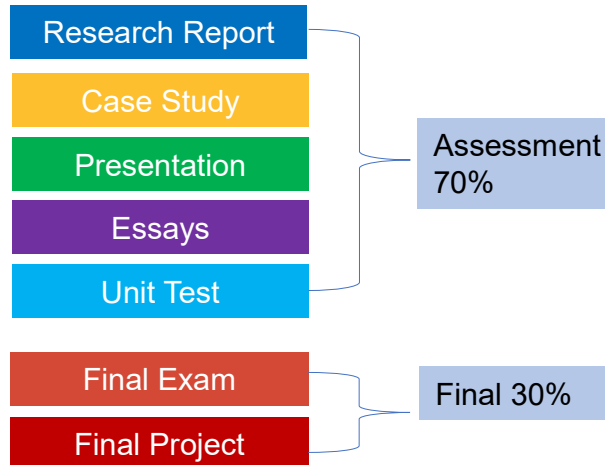 Research Report
Case Study
Presentation
Essays
Unit Test
Assessment
70%
Final Exam
Final Project
Final 30%